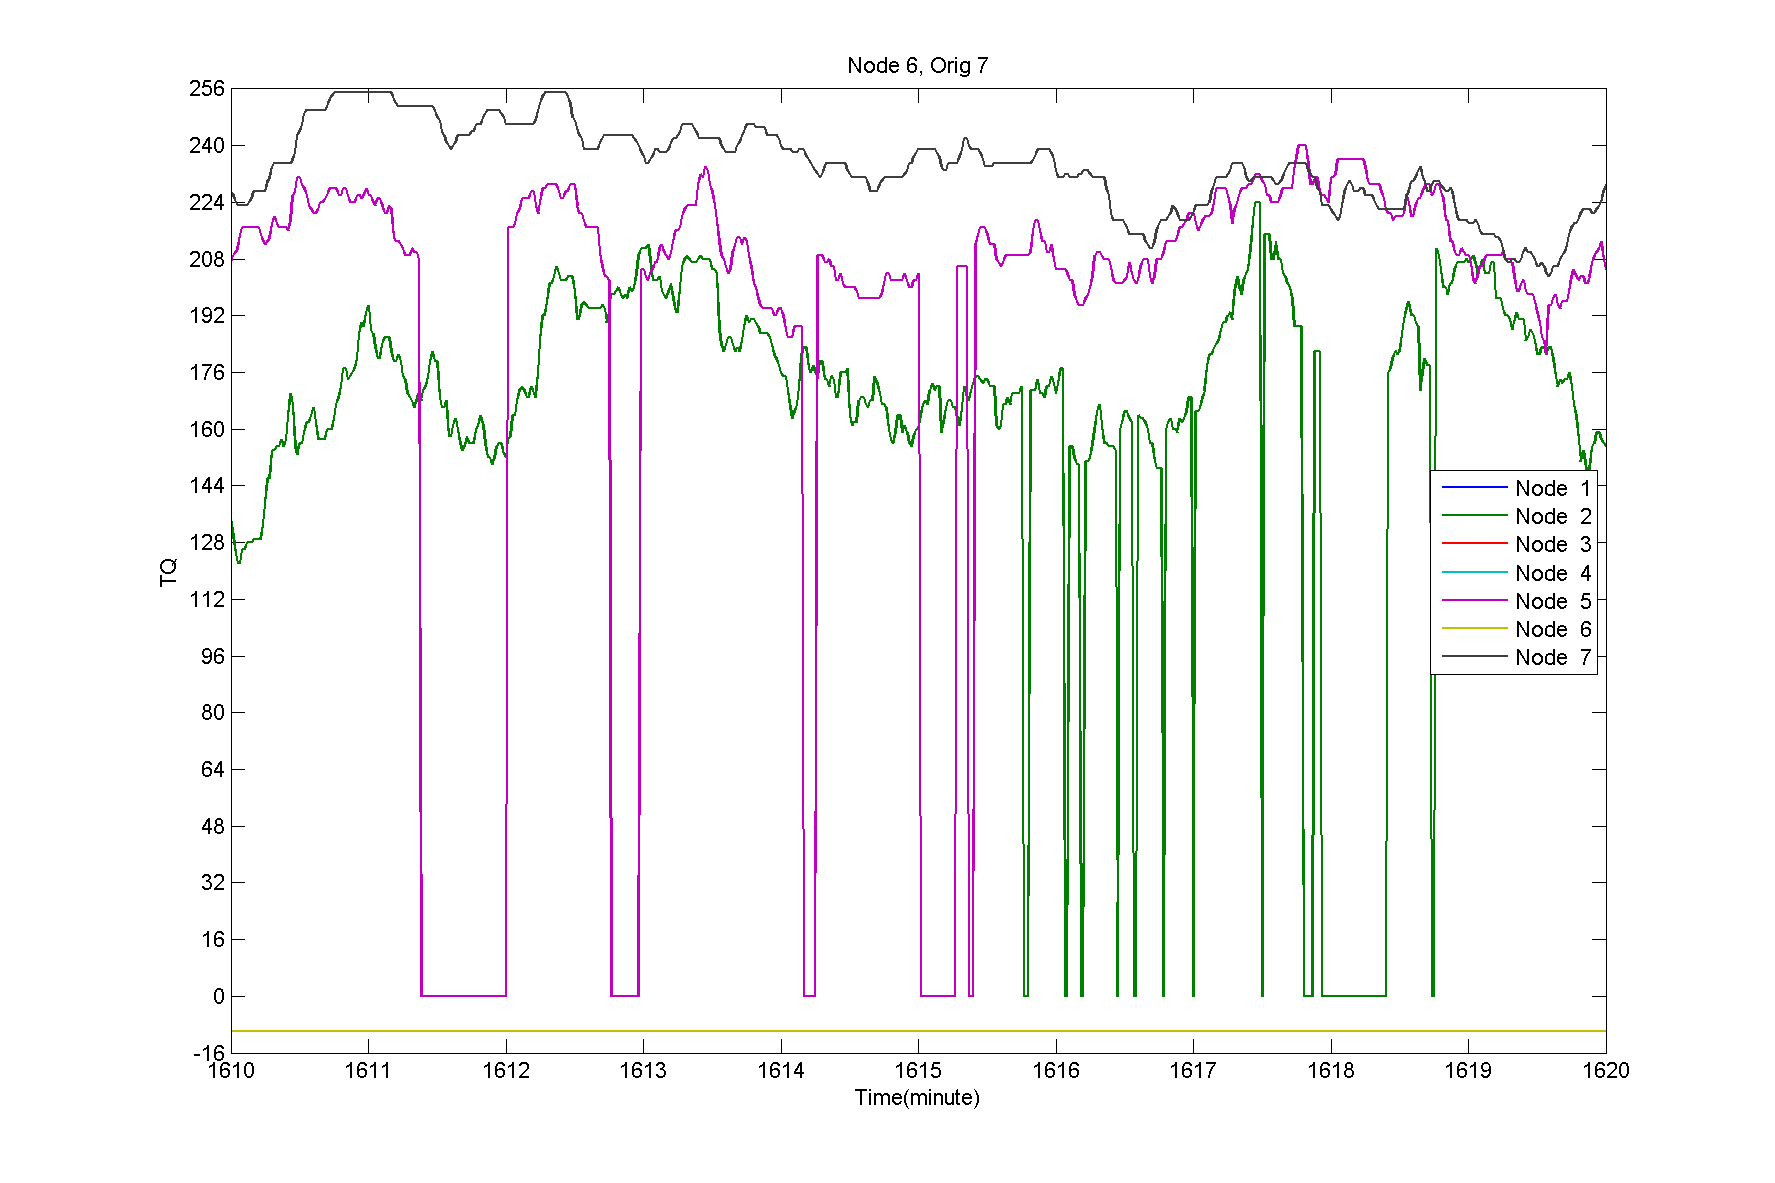 Node 6, Orig 7
256
240
224
208
192
176
160
144
128
112
96
80
64
48
32
16
0
-16
TQ
Node 1
Node 2
Node 3
Node 4
Node 5
Node 6
Node 7
1610 1611 1612 1613 1614 1615 1616 1617 1618 1619 1620
Time(minute)